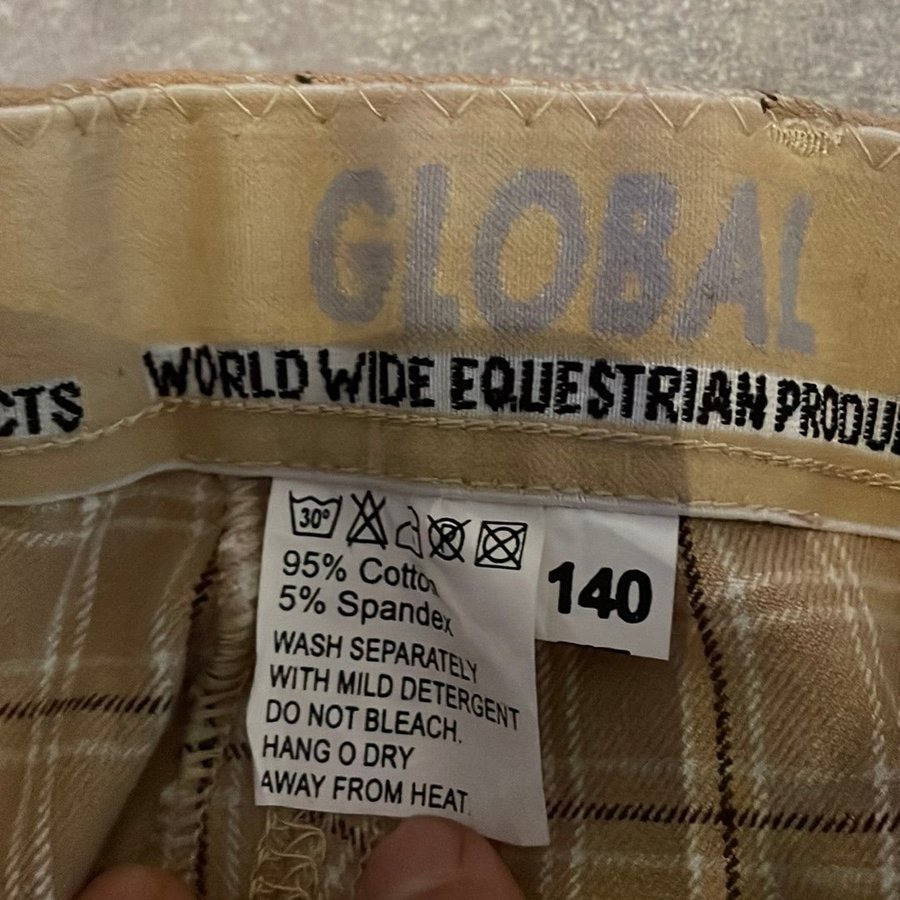 GLOBAL
CTS WORLD WIDE EQUESTRIAN PRODU
30°
95% Cotto
5% Spandex
WASH SEPARATELY
WITH MILD DETERGENT
DO NOT BLEACH.
HANG O DRY
AWAY FROM HEAT.
140